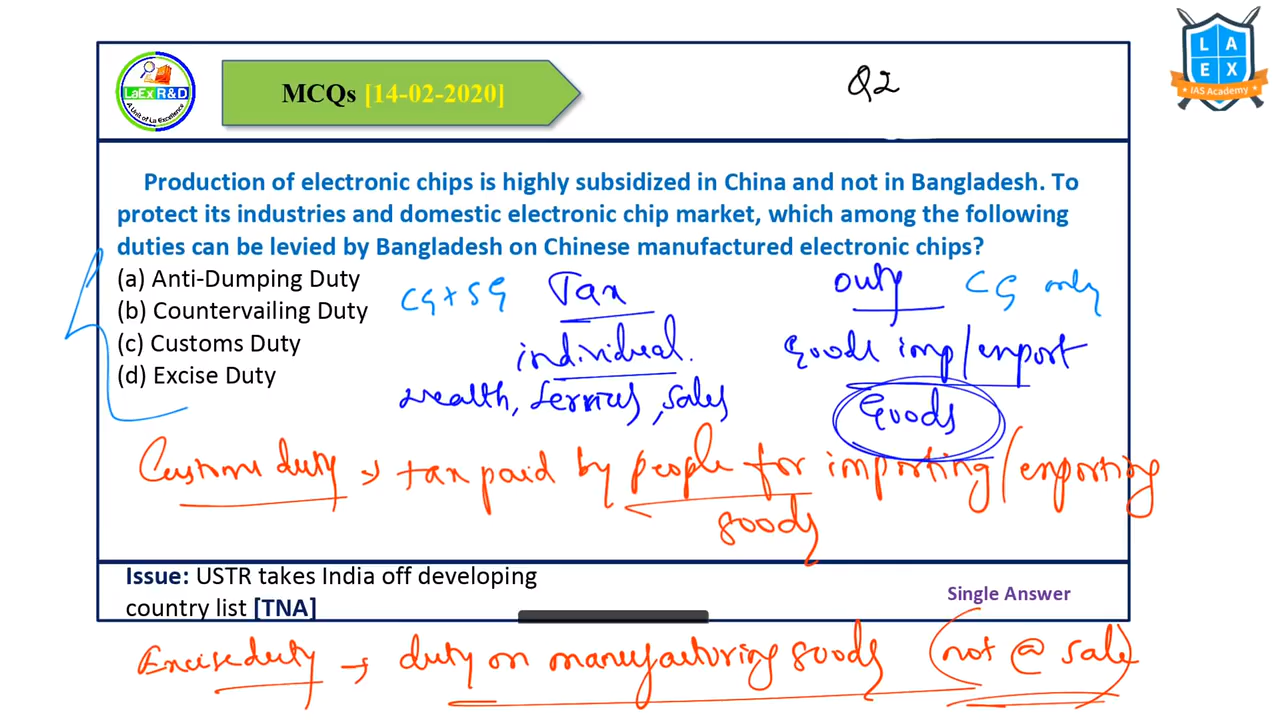 LA
EX
IAS Academy
LaEx R&D
A Unit of La Excellence
MCQs [14-02-2020]
Q2
Production of electronic chips is highly subsidized in China and not in Bangladesh. To
protect its industries and domestic electronic chip market, which among the following
duties can be levied by Bangladesh on Chinese manufactured electronic chips?
(a) Anti-Dumping Duty
(b) Countervailing Duty
(c) Customs Duty
(d) Excise Duty
CG + SG Tax
individual.
wealth, services, sales
Duty CG only
Goods imp/export
Goods
Customs duty → tax paid by people for importing/exporting
goods
Issue: USTR takes India off developing
country list [TNA]
Single Answer
Excise duty → duty on manufacturing goods (not @ sale)